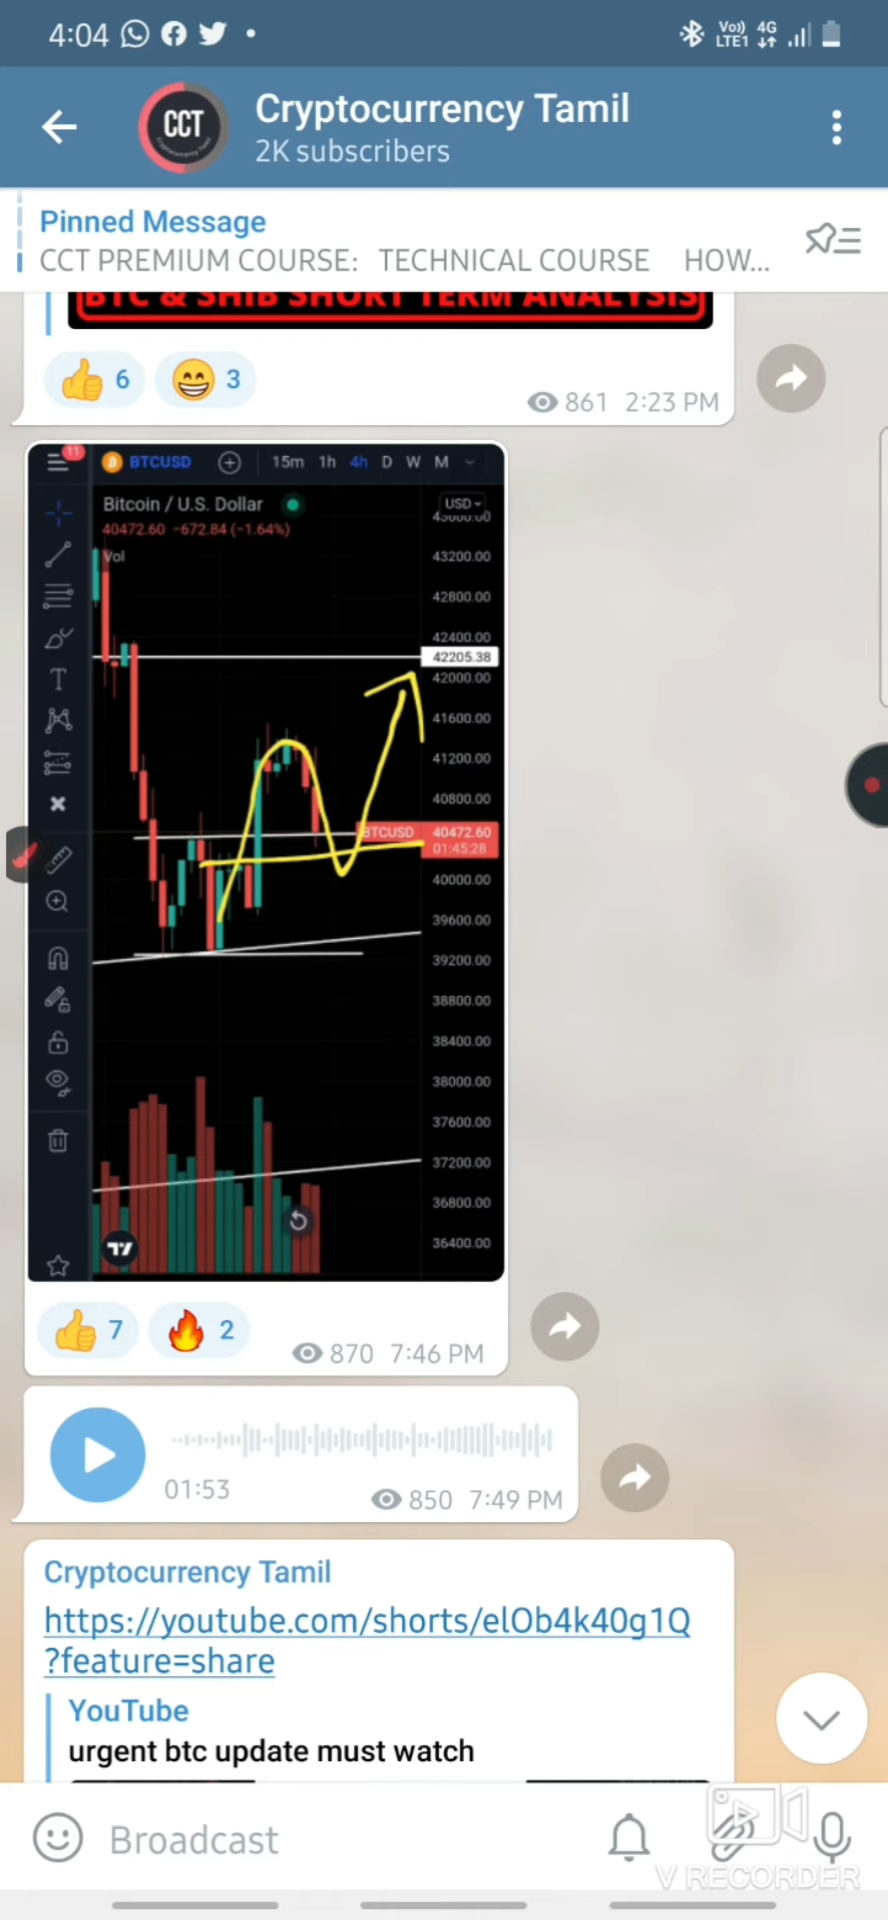 4:04
Vo)) 4G
LTE1
CCT
Cryptocurrency Tamil
2K subscribers
Pinned Message
CCT PREMIUM COURSE: TECHNICAL COURSE HOW...
BTC & SHIB SHORT TERM ANALYSIS
6 3
861 2:23 PM
11
BTCUSD 15m 1h 4h D W M
Bitcoin / U.S. Dollar
USD
40472.60 −672.84 (−1.64%)
Vol
43200.00
42800.00
42400.00
42205.38
42000.00
41600.00
41200.00
40800.00
BTCUSD 40472.60
01:45:28
40000.00
39600.00
39200.00
38800.00
38400.00
38000.00
37600.00
37200.00
36800.00
36400.00
7 2
870 7:46 PM
01:53
850 7:49 PM
Cryptocurrency Tamil
https://youtube.com/shorts/elOb4k40g1Q
?feature=share
YouTube
urgent btc update must watch
Broadcast
V RECORDER